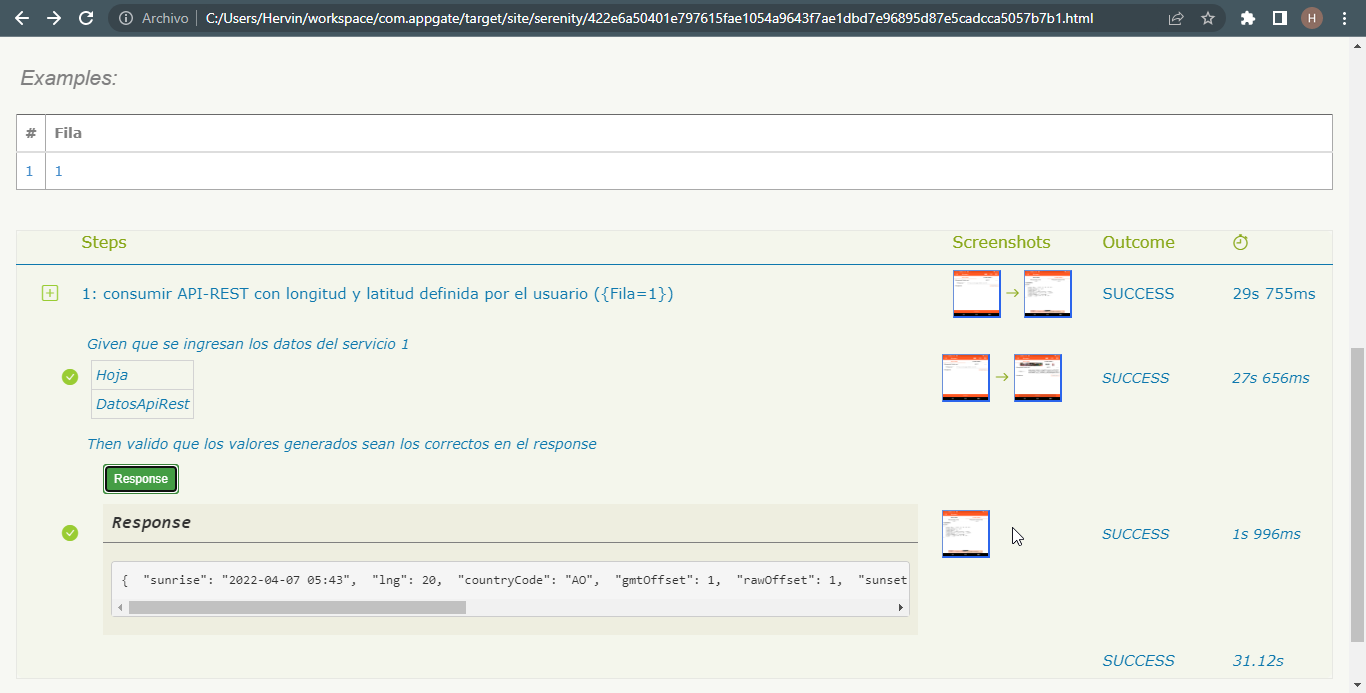 Archivo | C:/Users/Hervin/workspace/com.appgate/target/site/serenity/422e6a50401e797615fae1054a9643f7ae1dbd7e96895d87e5cadcca5057b7b1.html H
Examples:
# Fila
1 1
Steps Screenshots Outcome
1: consumir API-REST con longitud y latitud definida por el usuario ({Fila=1}) SUCCESS 29s 755ms
Given que se ingresan los datos del servicio 1
Hoja
SUCCESS 27s 656ms
DatosApiRest
Then valido que los valores generados sean los correctos en el response
Response
Response
SUCCESS 1s 996ms
{ "sunrise": "2022-04-07 05:43", "lng": 20, "countryCode": "AO", "gmtOffset": 1, "rawOffset": 1, "sunset
SUCCESS 31.12s